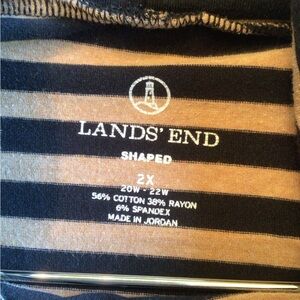 LANDS' END
SHAPED
2X
20W - 22W
56% COTTON 38% RAYON
6% SPANDEX
MADE IN JORDAN